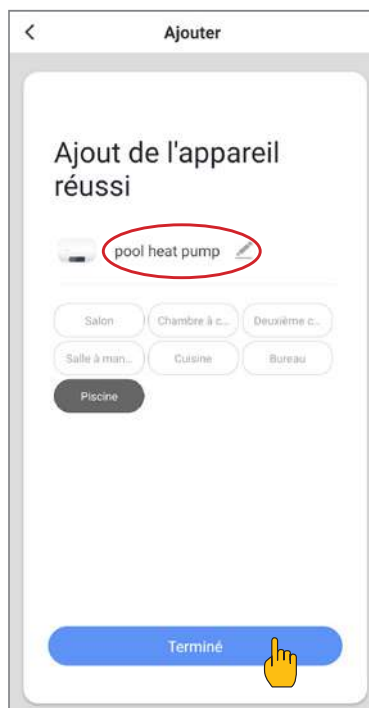 Ajouter
Ajout de l'appareil
réussi
pool heat pump
Salon
Chambre à c...
Deuxième c...
Salle à man...
Cuisine
Bureau
Piscine
Terminé